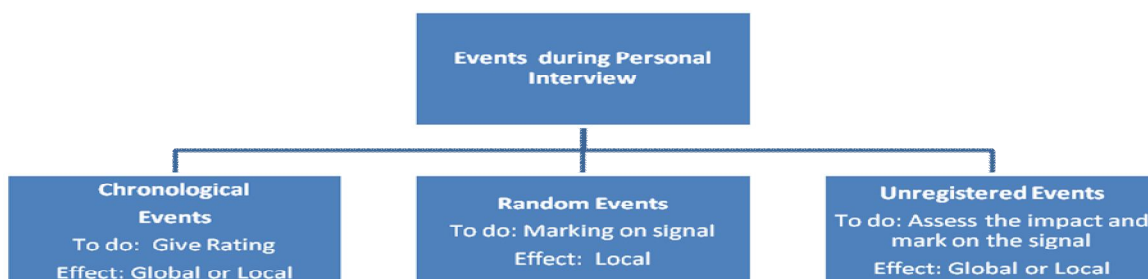 Events during Personal
Interview
Chronological
Events
To do: Give Rating
Effect: Global or Local
Random Events
To do: Marking on signal
Effect: Local
Unregistered Events
To do: Assess the impact and
mark on the signal
Effect: Global or Local